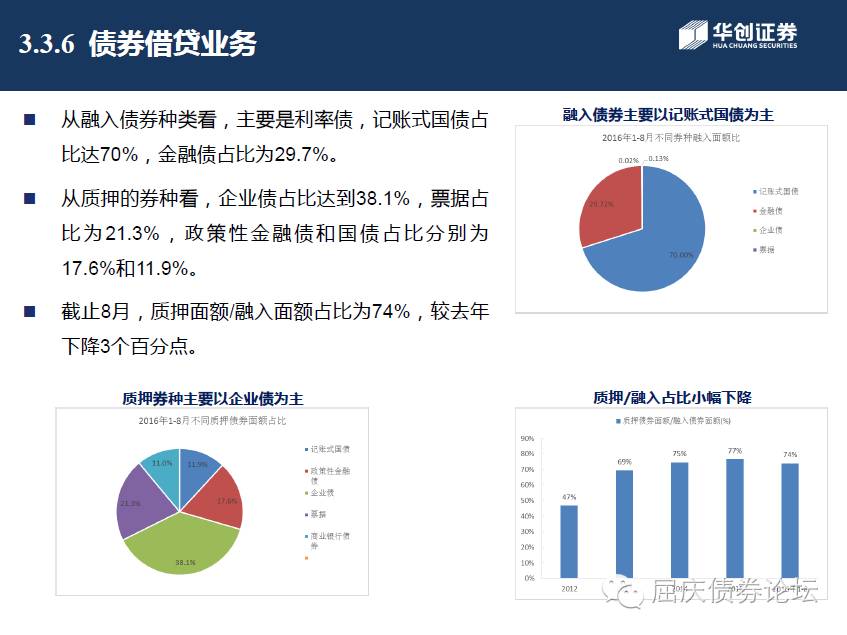 3.3.6 债券借贷业务
华创证券
HUA CHUANG SECURITIES
从融入债券种类看，主要是利率债，记账式国债占
比达70%，金融债占比为29.7%。
从质押的券种看，企业债占比达到38.1%，票据占
比为21.3%，政策性金融债和国债占比分别为
17.6%和11.9%。
截止8月，质押面额/融入面额占比为74%，较去年
下降3个百分点。
融入债券主要以记账式国债为主
2016年1-8月不同券种融入面额比
0.02%
0.13%
29.72%
70.00%
记账式国债
金融债
企业债
票据
质押券种主要以企业债为主
2016年1-8月不同质押债券面额占比
11.0%
11.9%
17.6%
21.3%
38.1%
记账式国债
政策性金融
债
企业债
票据
商业银行债
券
质押/融入占比小幅下降
质押债券面额/融入债券面额(%)
90%
80%
70%
60%
50%
40%
30%
20%
10%
0%
47%
69%
75%
77%
74%
2012
屈庆债券论坛